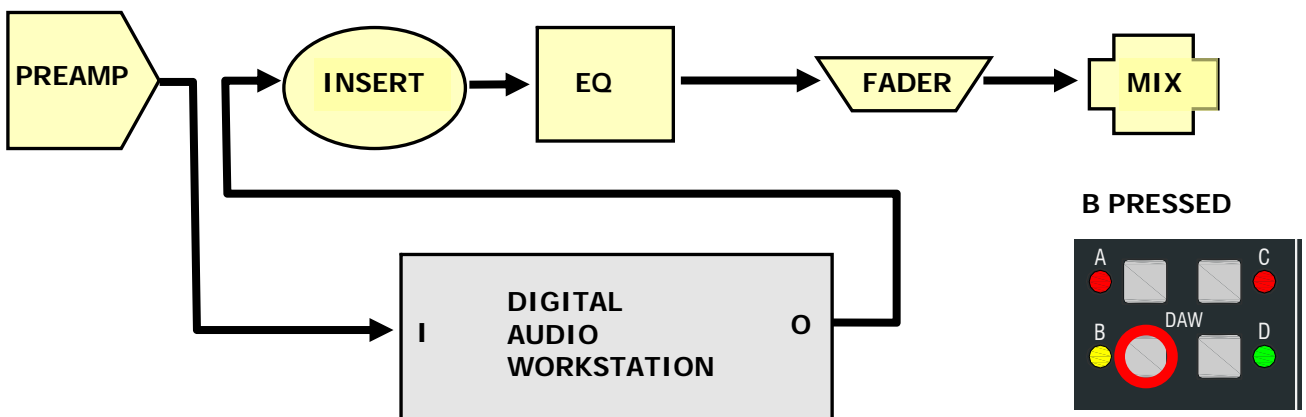 PREAMP
INSERT
EQ
FADER
MIX
B PRESSED
I
DIGITAL
AUDIO
WORKSTATION
O
A
C
DAW
B
D